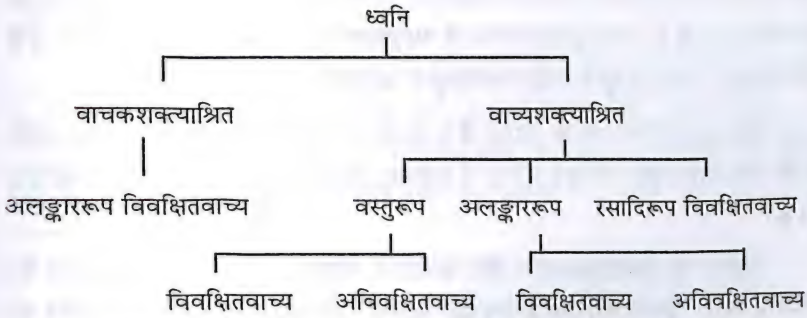 ध्वनि
वाचकशक्त्याश्रित वाच्यशक्त्याश्रित
अलङ्काररूप विवक्षितवाच्य वस्तुरूप अलङ्काररूप रसादिरूप विवक्षितवाच्य
विवक्षितवाच्य अविवक्षितवाच्य विवक्षितवाच्य अविवक्षितवाच्य